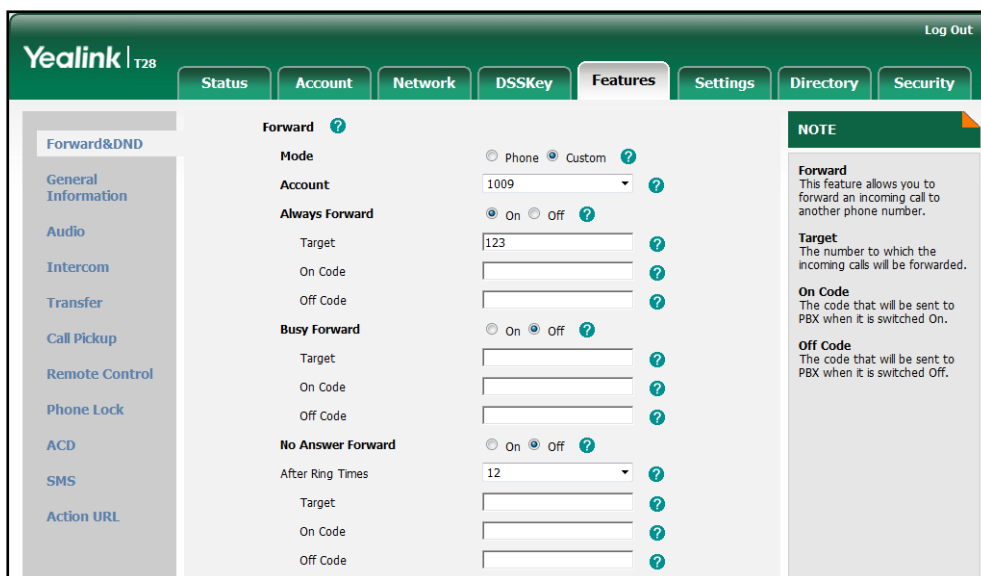 Log Out
Yealink | T28
Status Account Network DSSKey Features Settings Directory Security
Forward&DND
General
Information
Audio
Intercom
Transfer
Call Pickup
Remote Control
Phone Lock
ACD
SMS
Action URL
Forward ?
Mode Phone Custom ?
Account 1009 ?
Always Forward On Off ?
Target 123 ?
On Code ?
Off Code ?
Busy Forward On Off ?
Target ?
On Code ?
Off Code ?
No Answer Forward On Off ?
After Ring Times 12 ?
Target ?
On Code ?
Off Code ?
NOTE
Forward
This feature allows you to
forward an incoming call to
another phone number.
Target
The number to which the
incoming calls will be forwarded.
On Code
The code that will be sent to
PBX when it is switched On.
Off Code
The code that will be sent to
PBX when it is switched Off.